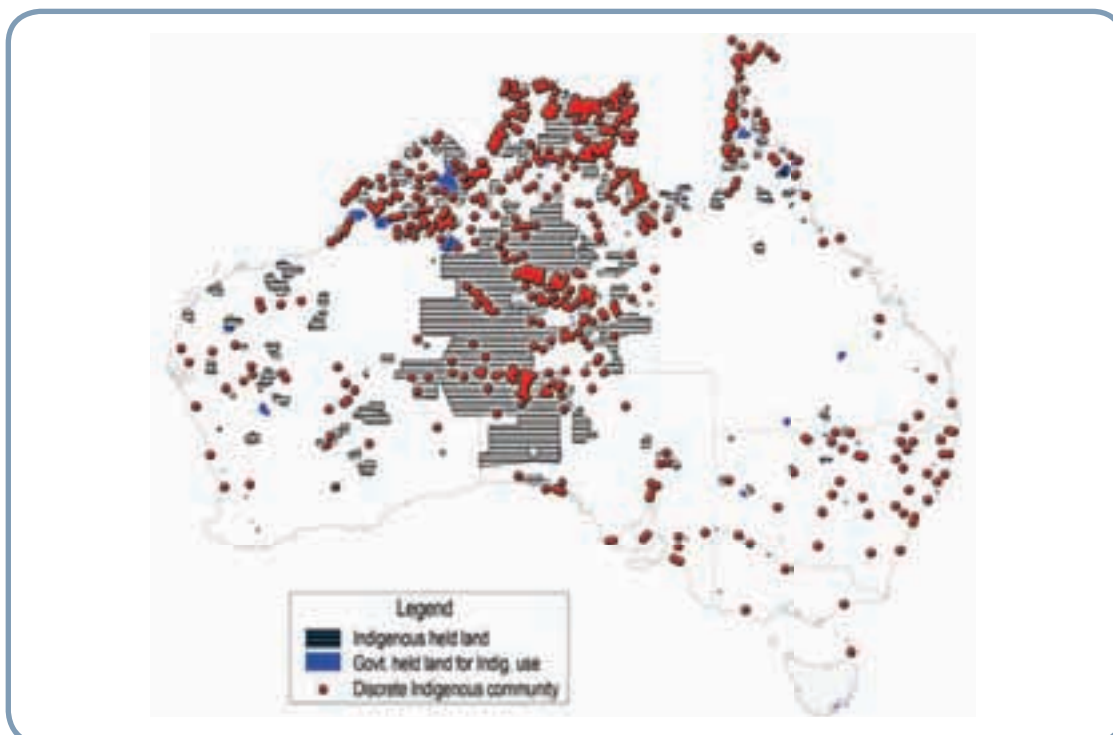 Legend
Indigenous held land
Govt. held land for Indig. use
Discrete Indigenous community